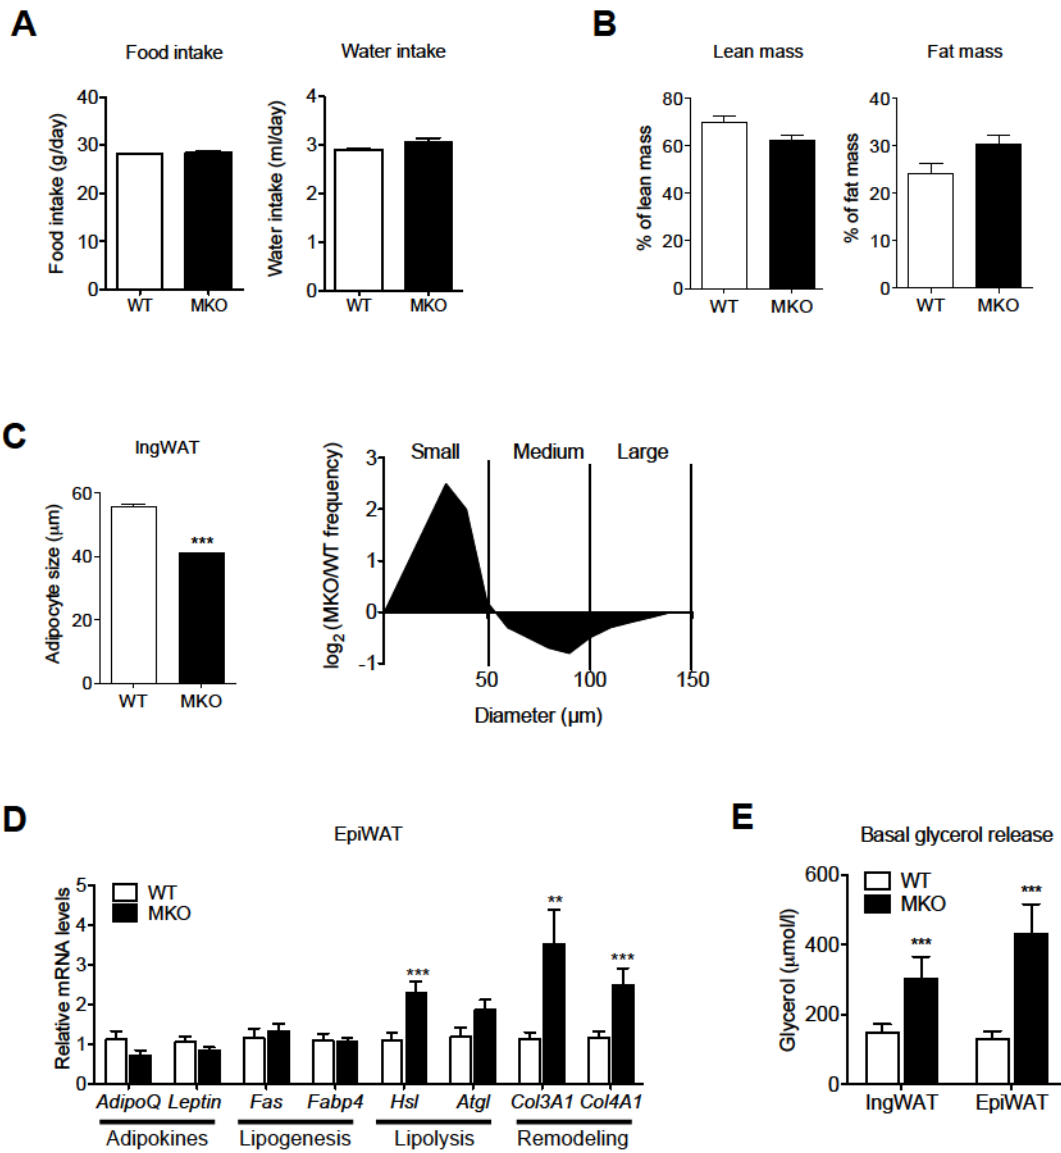 A
Food intake
Food intake (g/day)
40
30
20
10
0
WT
MKO
Water intake
Water intake (ml/day)
4
3
2
1
0
WT
MKO
B
Lean mass
% of lean mass
80
60
40
20
0
WT
MKO
Fat mass
% of fat mass
40
30
20
10
0
WT
MKO
C
IngWAT
Adipocyte size (μm)
60
40
20
0
***
WT
MKO
log2 (MKO/WT frequency)
3
2
1
0
-1
Small
Medium
Large
50
100
150
Diameter (μm)
D
EpiWAT
Relative mRNA levels
5
4
3
2
1
0
WT
MKO
***
**
***
AdipoQ Leptin Fas Fabp4 Hsl Atgl Col3A1 Col4A1
Adipokines Lipogenesis Lipolysis Remodeling
E
Basal glycerol release
Glycerol (μmol/l)
600
400
200
0
WT
MKO
***
***
IngWAT
EpiWAT